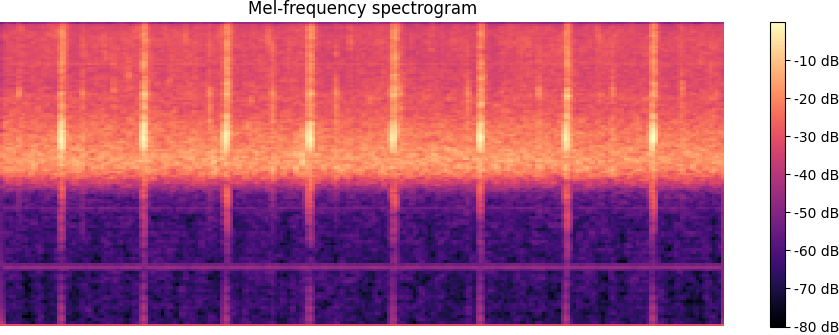 Mel-frequency spectrogram
-10 dB
-20 dB
-30 dB
-40 dB
-50 dB
-60 dB
-70 dB
-80 dB